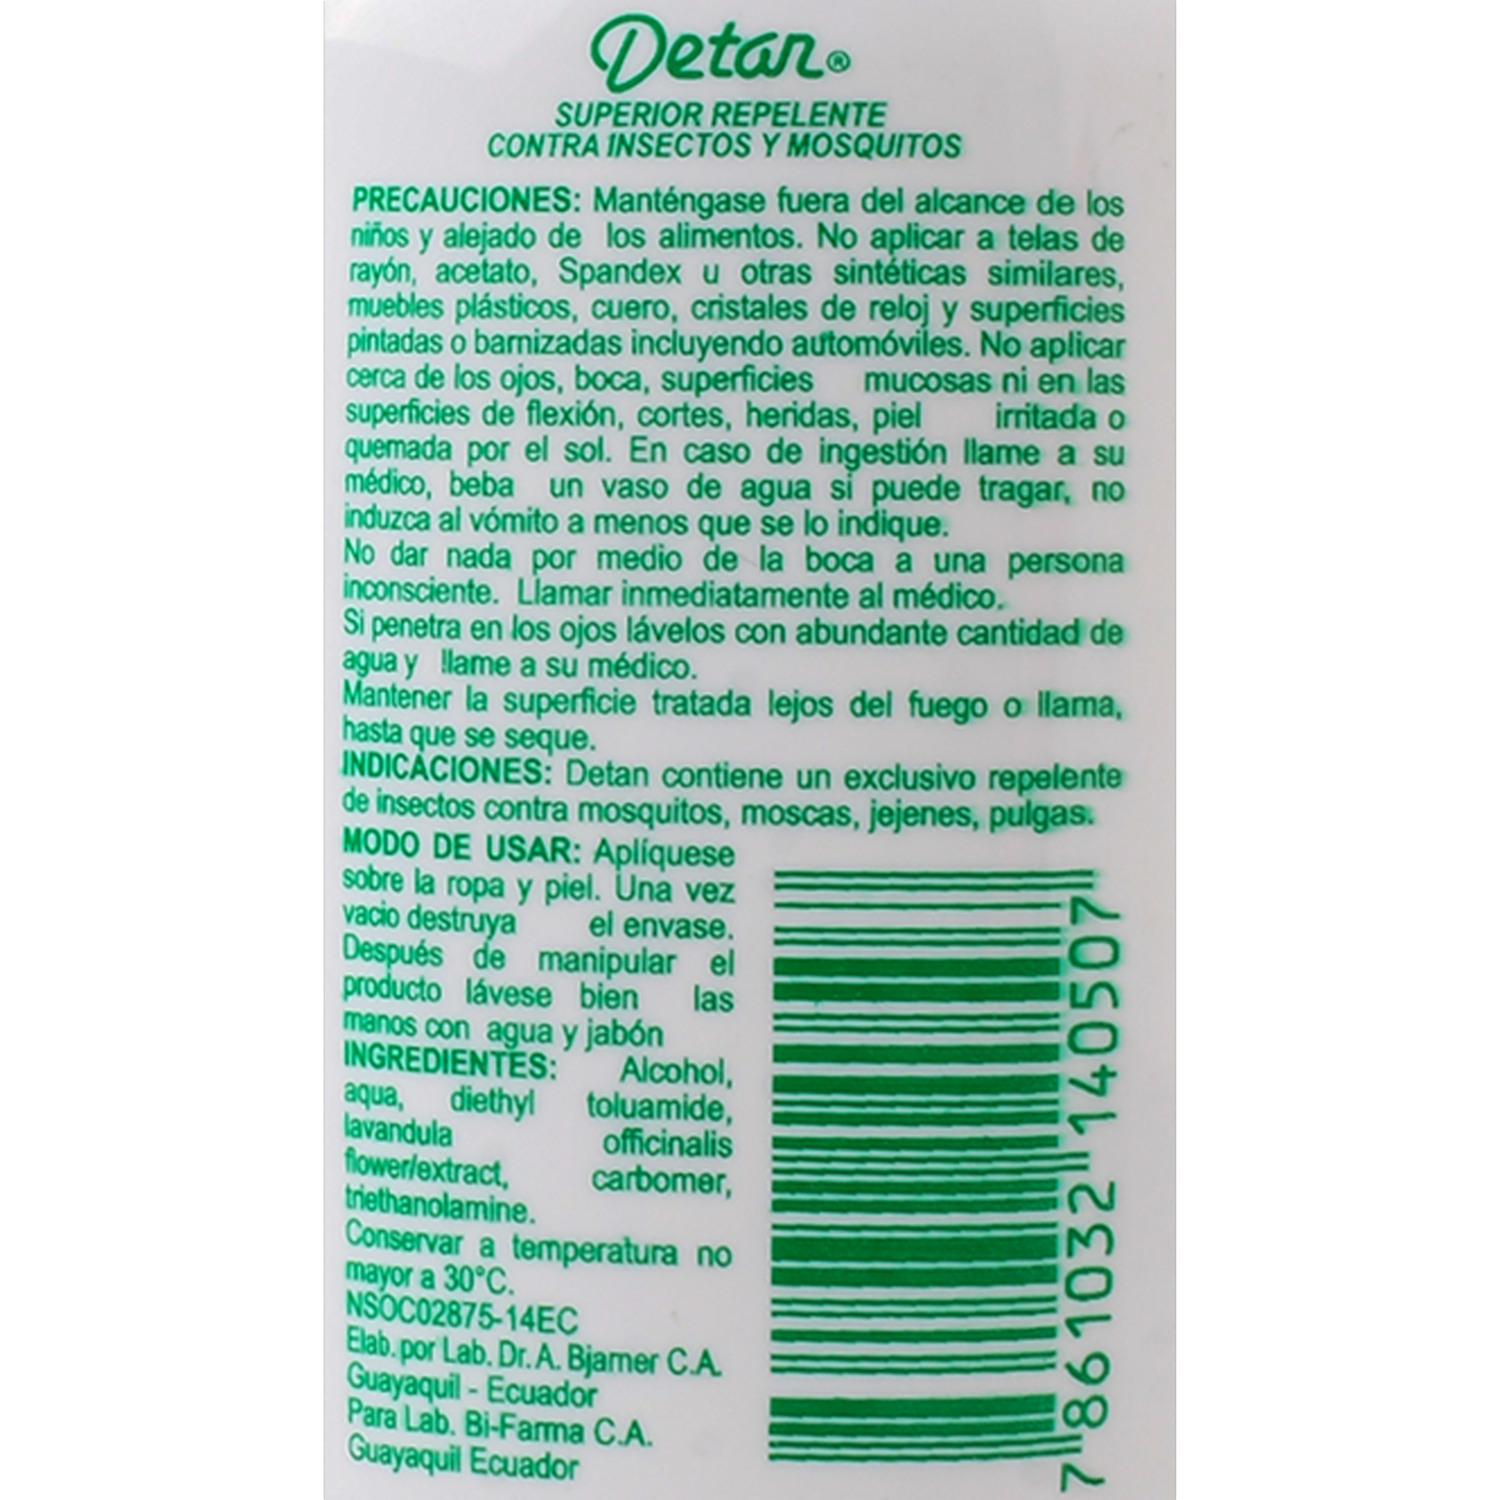 Detan®
SUPERIOR REPELENTE
CONTRA INSECTOS Y MOSQUITOS
PRECAUCIONES: Manténgase fuera del alcance de los
niños y alejado de los alimentos. No aplicar a telas de
rayón, acetato, Spandex u otras sintéticas similares,
muebles plásticos, cuero, cristales de reloj y superficies
pintadas o barnizadas incluyendo automóviles. No aplicar
cerca de los ojos, boca, superficies mucosas ni en las
superficies de flexión, cortes, heridas, piel irritada o
quemada por el sol. En caso de ingestión llame a su
médico, beba un vaso de agua si puede tragar, no
induzca al vómito a menos que se lo indique.
No dar nada por medio de la boca a una persona
inconsciente. Llamar inmediatamente al médico.
Si penetra en los ojos lávelos con abundante cantidad de
agua y llame a su médico.
Mantener la superficie tratada lejos del fuego o llama,
hasta que se seque.
INDICACIONES: Detan contiene un exclusivo repelente
de insectos contra mosquitos, moscas, jejenes, pulgas.
MODO DE USAR: Aplíquese
sobre la ropa y piel. Una vez
vacio destruya el envase.
Después de manipular el
producto lávese bien las
manos con agua y jabón
INGREDIENTES: Alcohol,
aqua, diethyl toluamide,
lavandula officinalis
flower/extract, carbomer,
triethanolamine.
Conservar a temperatura no
mayor a 30°C.
NSOC02875-14EC
Elab. por Lab. Dr. A. Bjarner C.A.
Guayaquil - Ecuador
Para Lab. Bi-Farma C.A.
Guayaquil Ecuador
7 861032 140507